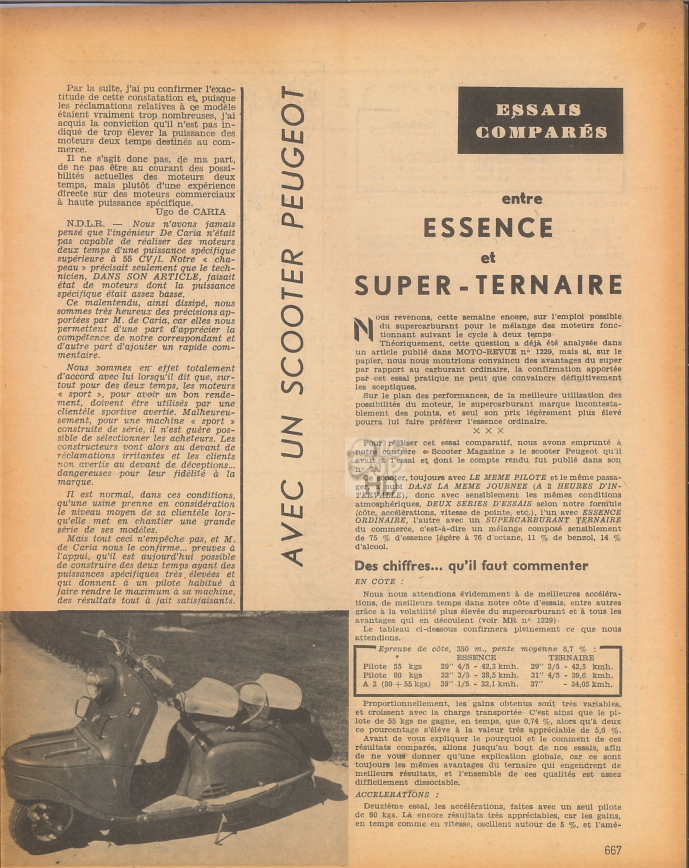 Par la suite, j'ai pu confirmer l'exac-
titude de cette constatation et, puisque
les réclamations relatives à ce modèle
étaient vraiment trop nombreuses, j'ai
acquis la conviction qu'il n'est pas in-
diqué de trop élever la puissance des
moteurs deux temps destinés au com-
merce.
Il ne s'agit donc pas, de ma part,
de ne pas être au courant des possi-
bilités actuelles des moteurs deux
temps, mais plutôt d'une expérience
directe sur des moteurs commerciaux
à haute puissance spécifique.
Ugo de CARIA
N.D.L.R. — Nous n'avons jamais
pensé que l'ingénieur De Caria n'était
pas capable de réaliser des moteurs
deux temps d'une puissance spécifique
supérieure à 55 CV/l. Notre « cha-
peau » précisait seulement que le tech-
nicien, DANS SON ARTICLE, faisait
état de moteurs dont la puissance
spécifique était assez basse.
Ce malentendu, ainsi dissipé, nous
sommes très heureux des précisions ap-
portées par M. de Caria, car elles nous
permettent d'une part d'apprécier la
compétence de notre correspondant et
d'autre part d'ajouter un rapide com-
mentaire.
Nous sommes en effet totalement
d'accord avec lui lorsqu'il dit que, sur-
tout pour des deux temps, les moteurs
« sport », pour avoir un bon rende-
ment, doivent être utilisés par une
clientèle sportive avertie. Malheureu-
sement, pour une machine « sport »
construite de série, il n'est guère pos-
sible de sélectionner les acheteurs. Les
constructeurs vont alors au devant de
réclamations irritantes et les clients
non avertis au devant de déceptions...
dangereuses pour leur fidélité à la
marque.
Il est normal, dans ces conditions,
qu'une usine prenne en considération
le niveau moyen de sa clientèle lors-
qu'elle met en chantier une grande
série de ses modèles.
Mais tout ceci n'empêche pas, et M.
de Caria nous le confirme... preuves à
l'appui, qu'il est aujourd'hui possible
de construire des deux temps ayant des
puissances spécifiques très élevées et
qui donnent à un pilote habitué à
faire rendre le maximum à sa machine,
des résultats tout à fait satisfaisants.
AVEC UN SCOOTER PEUGEOT
ESSAIS
COMPARÉS
entre
ESSENCE
et
SUPER-TERNAIRE
Nous revenons, cette semaine encore, sur l'emploi possible
du supercarburant pour le mélange des moteurs fonc-
tionnant suivant le cycle à deux temps.
Théoriquement, cette question a déjà été analysée dans
un article publié dans MOTO-REVUE n° 1229, mais si, sur le
papier, nous nous montrions convaincu des avantages du super
par rapport au carburant ordinaire, la confirmation apportée
par cet essai pratique ne peut que convaincre définitivement
les sceptiques.
Sur le plan des performances, de la meilleure utilisation des
possibilités du moteur, le supercarburant marque incontesta-
blement des points, et seul son prix légèrement plus élevé
pourra lui faire préférer l'essence ordinaire.
× × ×
Pour réaliser cet essai comparatif, nous avons emprunté à
notre confrère « Scooter Magazine » le scooter Peugeot qu'il
avait à l'essai et dont le compte rendu fut publié dans son
scooter, toujours avec LE MEME PILOTE et le même passa-
ger, a subi DANS LA MEME JOURNEE (A 2 HEURES D'IN-
TERVALLE), donc avec sensiblement les mêmes conditions
atmosphériques, DEUX SERIES D'ESSAIS selon notre formule
(côte, accélérations, vitesse de pointe, etc.), l'un avec ESSENCE
ORDINAIRE, l'autre avec un SUPERCARBURANT TERNAIRE
du commerce, c'est-à-dire un mélange composé sensiblement
de 75 % d'essence légère à 76 d'octane, 11 % de benzol, 14 %
d'alcool.
Des chiffres... qu'il faut commenter
EN COTE :
Nous nous attendions évidemment à de meilleures accéléra-
tions, de meilleurs temps dans notre côte d'essais, entre autres
grâce à la volatilité plus élevée du supercarburant et à tous les
avantages qui en découlent (voir MR n° 1229).
Le tableau ci-dessous confirmera pleinement ce que nous
attendions.
Epreuve de côte, 350 m., pente moyenne 8,7 % :
ESSENCE TERNAIRE
Pilote 55 kgs 29" 4/5 - 42,3 kmh. 29" 3/5 - 42,5 kmh.
Pilote 80 kgs 32" 2/5 - 38,5 kmh. 31" 4/5 - 39,6 kmh.
A 2 (80 + 55 kgs) 39" 1/5 - 32,1 kmh. 37" - 34,05 kmh.
Proportionnellement, les gains obtenus sont très variables,
et croissent avec la charge transportée. C'est ainsi que le pi-
lote de 55 kgs ne gagne, en temps, que 0,74 %, alors qu'à deux
ce pourcentage s'élève à la valeur très appréciable de 5,6 %.
Avant de vous expliquer le pourquoi et le comment de ces
résultats comparés, allons jusqu'au bout de nos essais, afin
de ne vous donner qu'une explication globale, car ce sont
toujours les mêmes avantages du ternaire qui engendrent de
meilleurs résultats, et l'ensemble de ces qualités est assez
difficilement dissociable.
ACCELERATIONS :
Deuxième essai, les accélérations, faites avec un seul pilote
de 80 kgs. Là encore résultats très appréciables, car les gains,
en temps comme en vitesse, oscillent autour de 5 %, et l'amé-
667